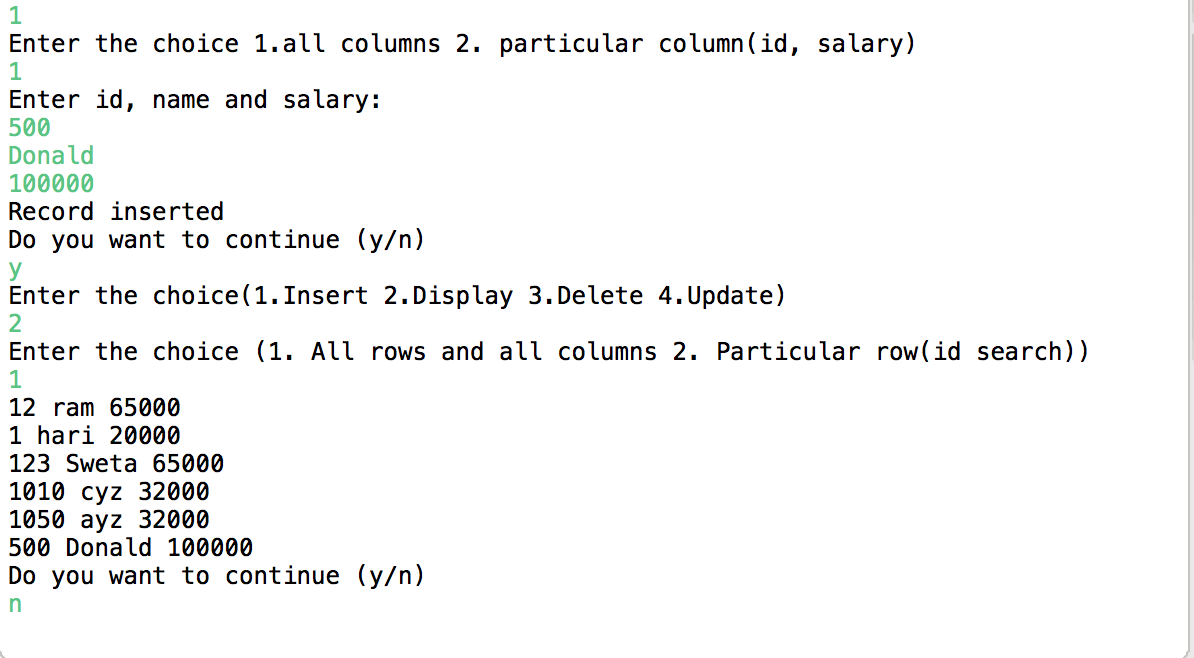 1
Enter the choice 1.all columns 2. particular column(id, salary)
1
Enter id, name and salary:
500
Donald
100000
Record inserted
Do you want to continue (y/n)
y
Enter the choice(1.Insert 2.Display 3.Delete 4.Update)
2
Enter the choice (1. All rows and all columns 2. Particular row(id search))
1
12 ram 65000
1 hari 20000
123 Sweta 65000
1010 cyz 32000
1050 ayz 32000
500 Donald 100000
Do you want to continue (y/n)
n